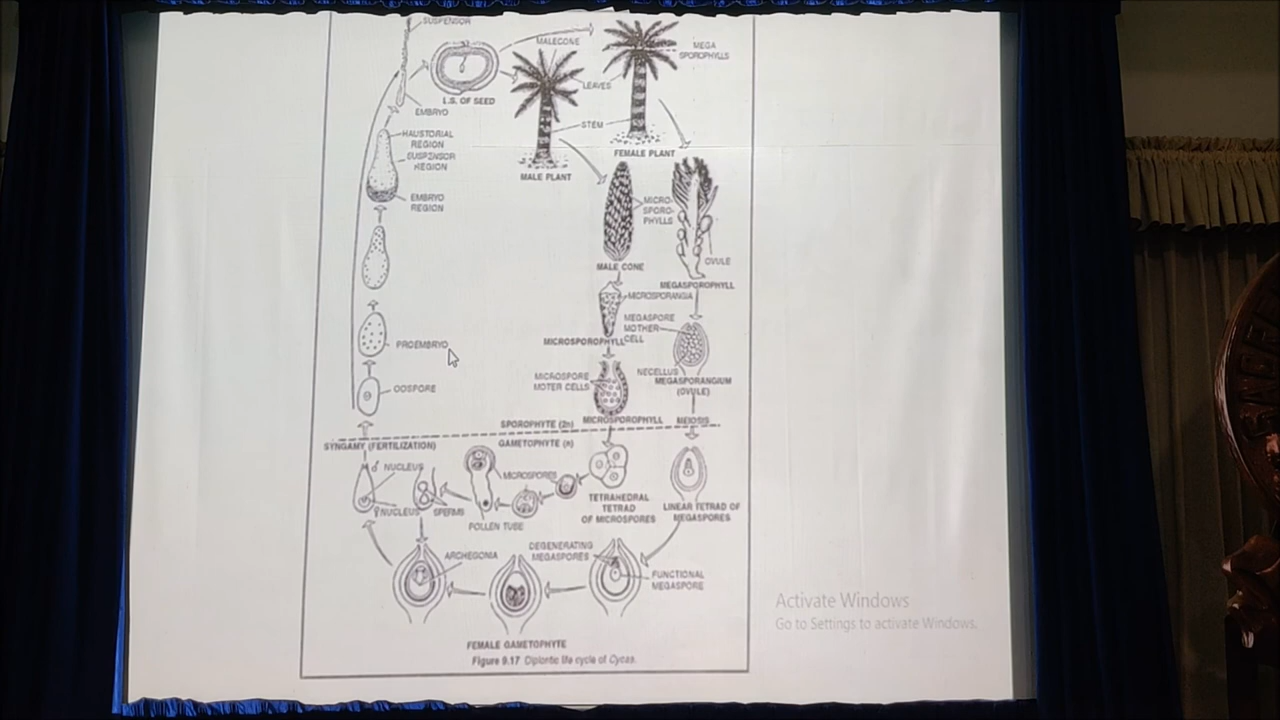 SUSPENSOR
MALECONE
MEGA
SPOROPHYLLS
LEAVES
L.S. OF SEED
EMBRYO
STEM
HAUSTORIAL
REGION
SUSPENSOR
REGION
FEMALE PLANT
MALE PLANT
EMBRYO
REGION
MICRO-
SPORO-
PHYLLS
OVULE
MALE CONE
MEGASPOROPHYLL
MICROSPORANGIA
MEGASPORE
MOTHER
CELL
MICROSPOROPHYLL
PROEMBRYO
NECELLUS
MEGASPORANGIUM
(OVULE)
MICROSPORE
MOTER CELLS
OOSPORE
MICROSPOROPHYLL
MEIOSIS
SPOROPHYTE (2n)
SYNGAMY (FERTILIZATION)
GAMETOPHYTE (n)
♂ NUCLEUS
MICROSPORES
TETRAHEDRAL
TETRAD
OF MICROSPORES
LINEAR TETRAD OF
MEGASPORES
♀NUCLEUS
SPERMS
POLLEN TUBE
ARCHEGONIA
DEGENERATING
MEGASPORES
FUNCTIONAL
MEGASPORE
FEMALE GAMETOPHYTE
Figure 9.17 Diplontic life cycle of Cycas.
Activate Windows
Go to Settings to activate Windows.